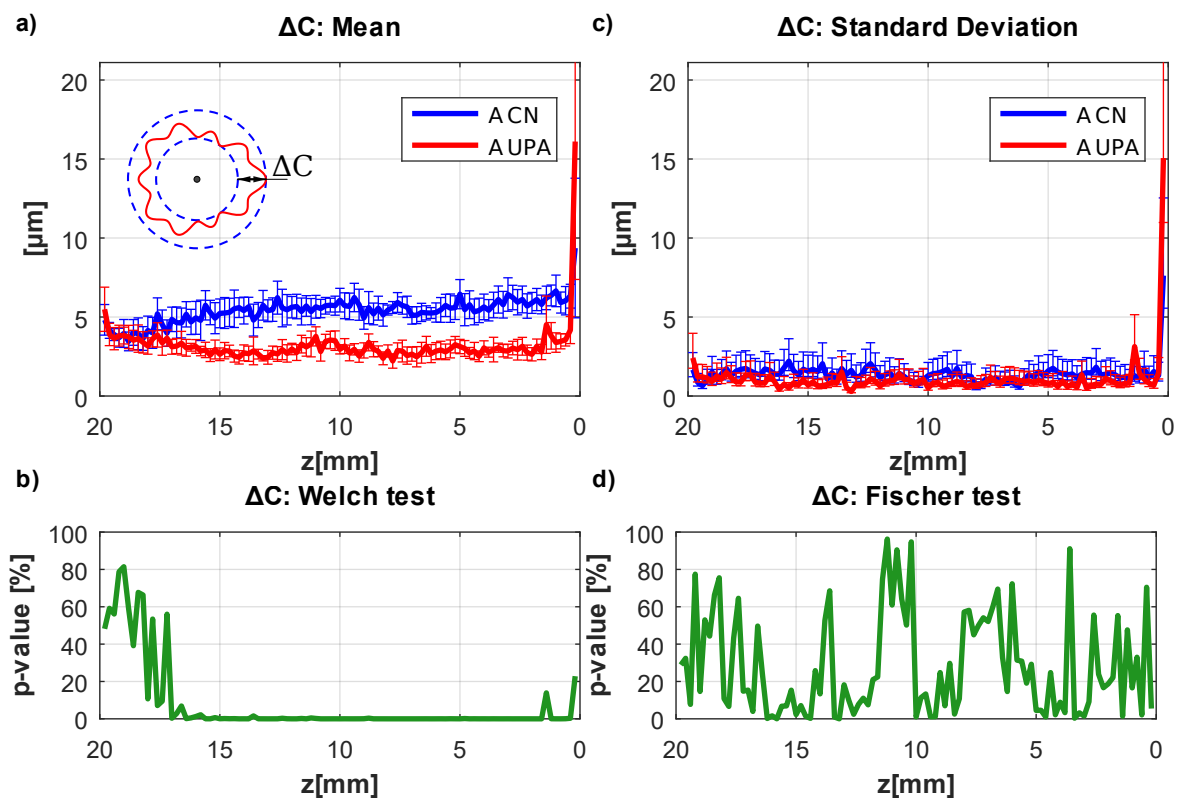 a)
ΔC: Mean
20
15
10
5
0
[µm]
ΔC
ACN
AUPA
20
15
10
5
0
z[mm]
c)
ΔC: Standard Deviation
20
15
10
5
0
[µm]
ACN
AUPA
20
15
10
5
0
z[mm]
b)
ΔC: Welch test
100
80
60
40
20
0
p-value [%]
20
15
10
5
0
z[mm]
d)
ΔC: Fischer test
100
80
60
40
20
0
p-value [%]
20
15
10
5
0
z[mm]